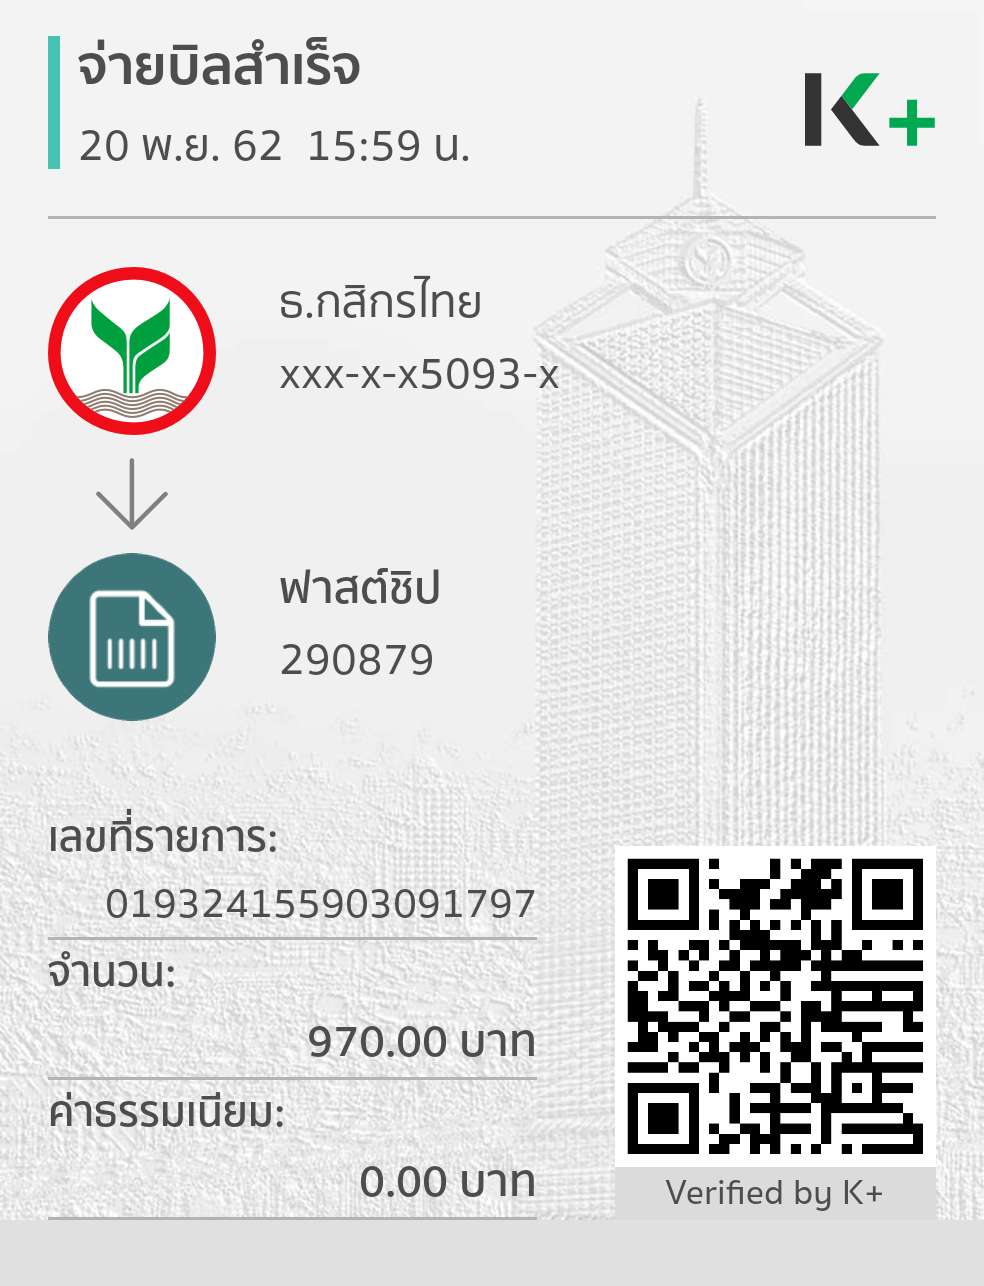 จ่ายบิลสำเร็จ
20 พ.ย. 62 15:59 น.
K+
ธ.กสิกรไทย
xxx-x-x5093-x
ฟาสต์ชิป
290879
เลขที่รายการ:
019324155903091797
จำนวน:
970.00 บาท
ค่าธรรมเนียม:
0.00 บาท
Verified by K+